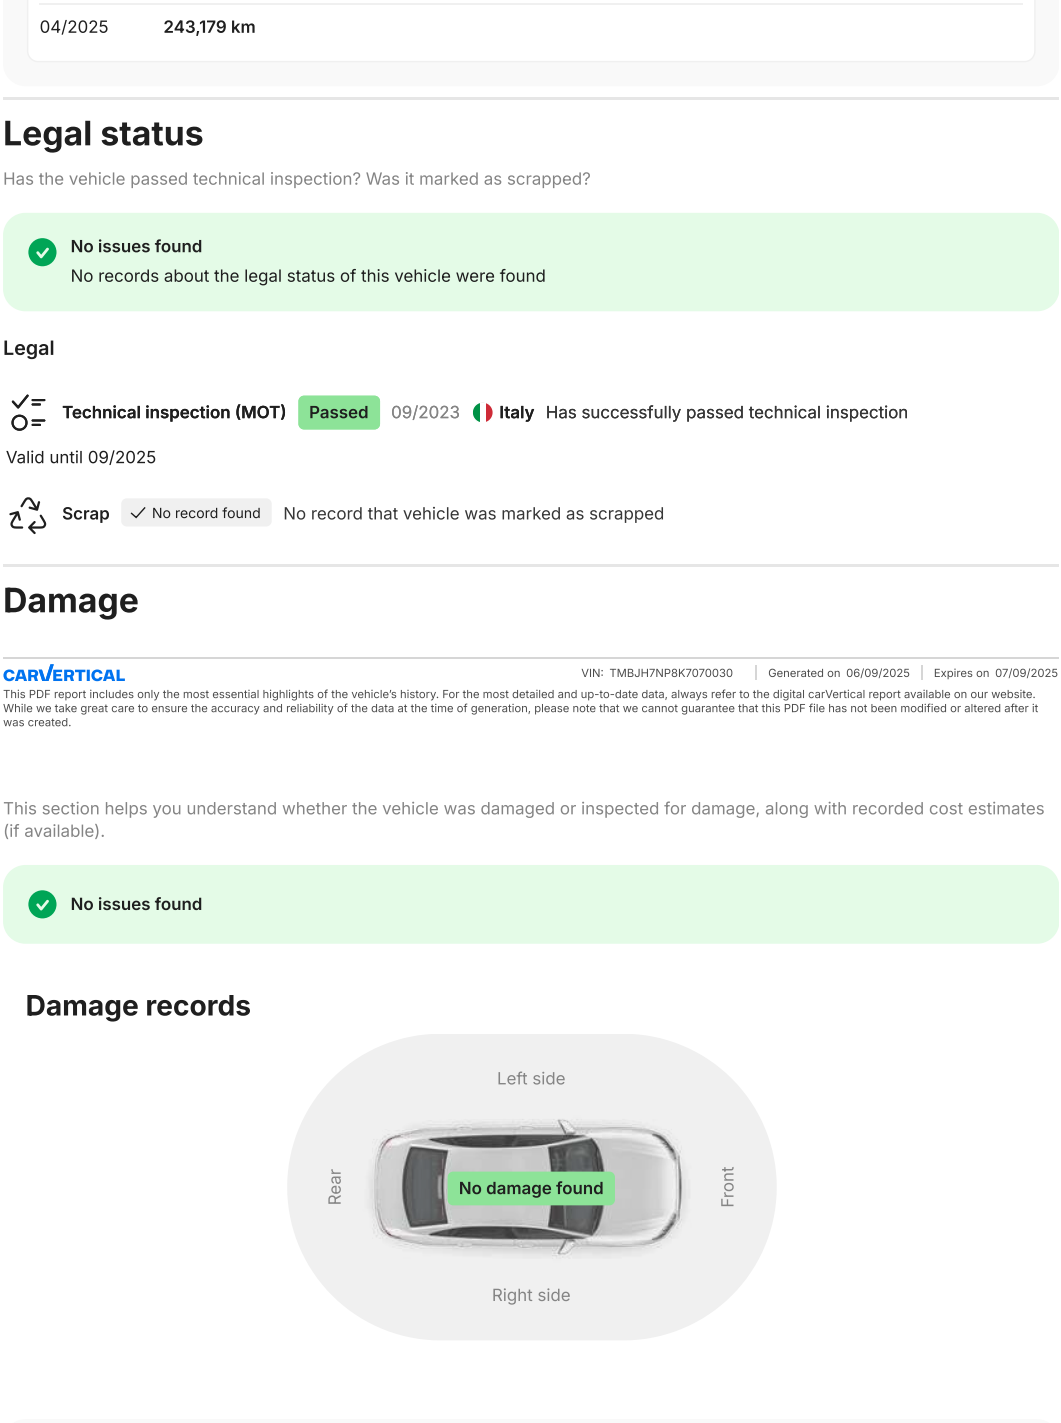 04/2025 243,179 km
Legal status
Has the vehicle passed technical inspection? Was it marked as scrapped?
No issues found
No records about the legal status of this vehicle were found
Legal
Technical inspection (MOT) Passed 09/2023 Italy Has successfully passed technical inspection
Valid until 09/2025
Scrap No record found No record that vehicle was marked as scrapped
Damage
CARVERTICAL VIN: TMBJH7NP8K7070030 Generated on 06/09/2025 Expires on 07/09/2025
This PDF report includes only the most essential highlights of the vehicle's history. For the most detailed and up-to-date data, always refer to the digital carVertical report available on our website.
While we take great care to ensure the accuracy and reliability of the data at the time of generation, please note that we cannot guarantee that this PDF file has not been modified or altered after it
was created.
This section helps you understand whether the vehicle was damaged or inspected for damage, along with recorded cost estimates
(if available).
No issues found
Damage records
Left side
Rear
No damage found
Front
Right side